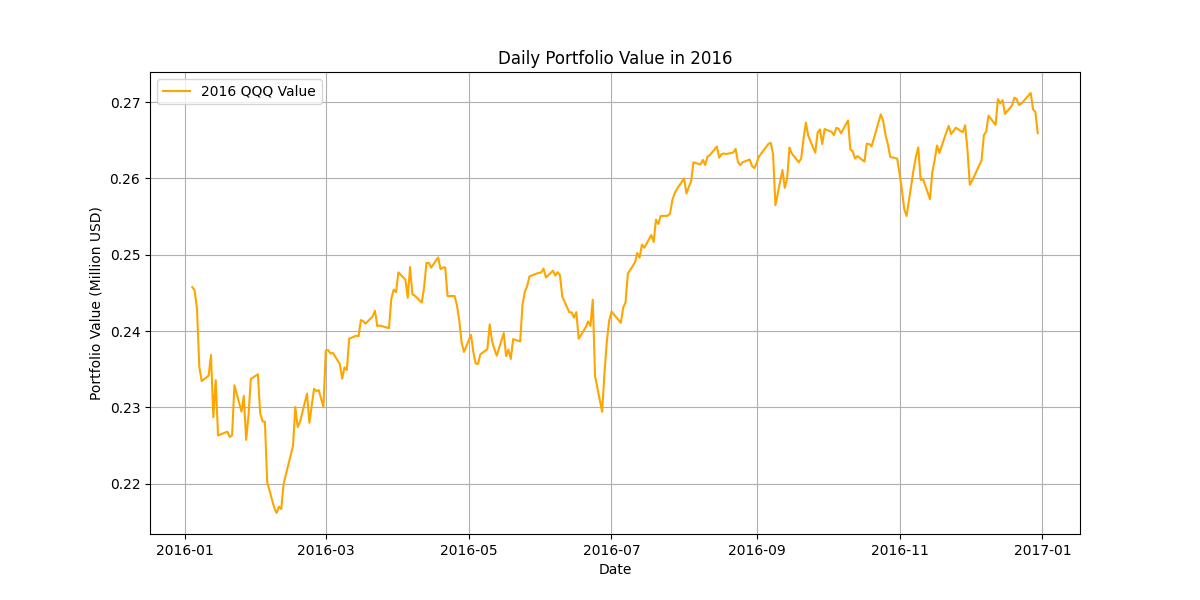 Daily Portfolio Value in 2016
2016 QQQ Value
Portfolio Value (Million USD)
0.27
0.26
0.25
0.24
0.23
0.22
2016-01 2016-03 2016-05 2016-07 2016-09 2016-11 2017-01
Date